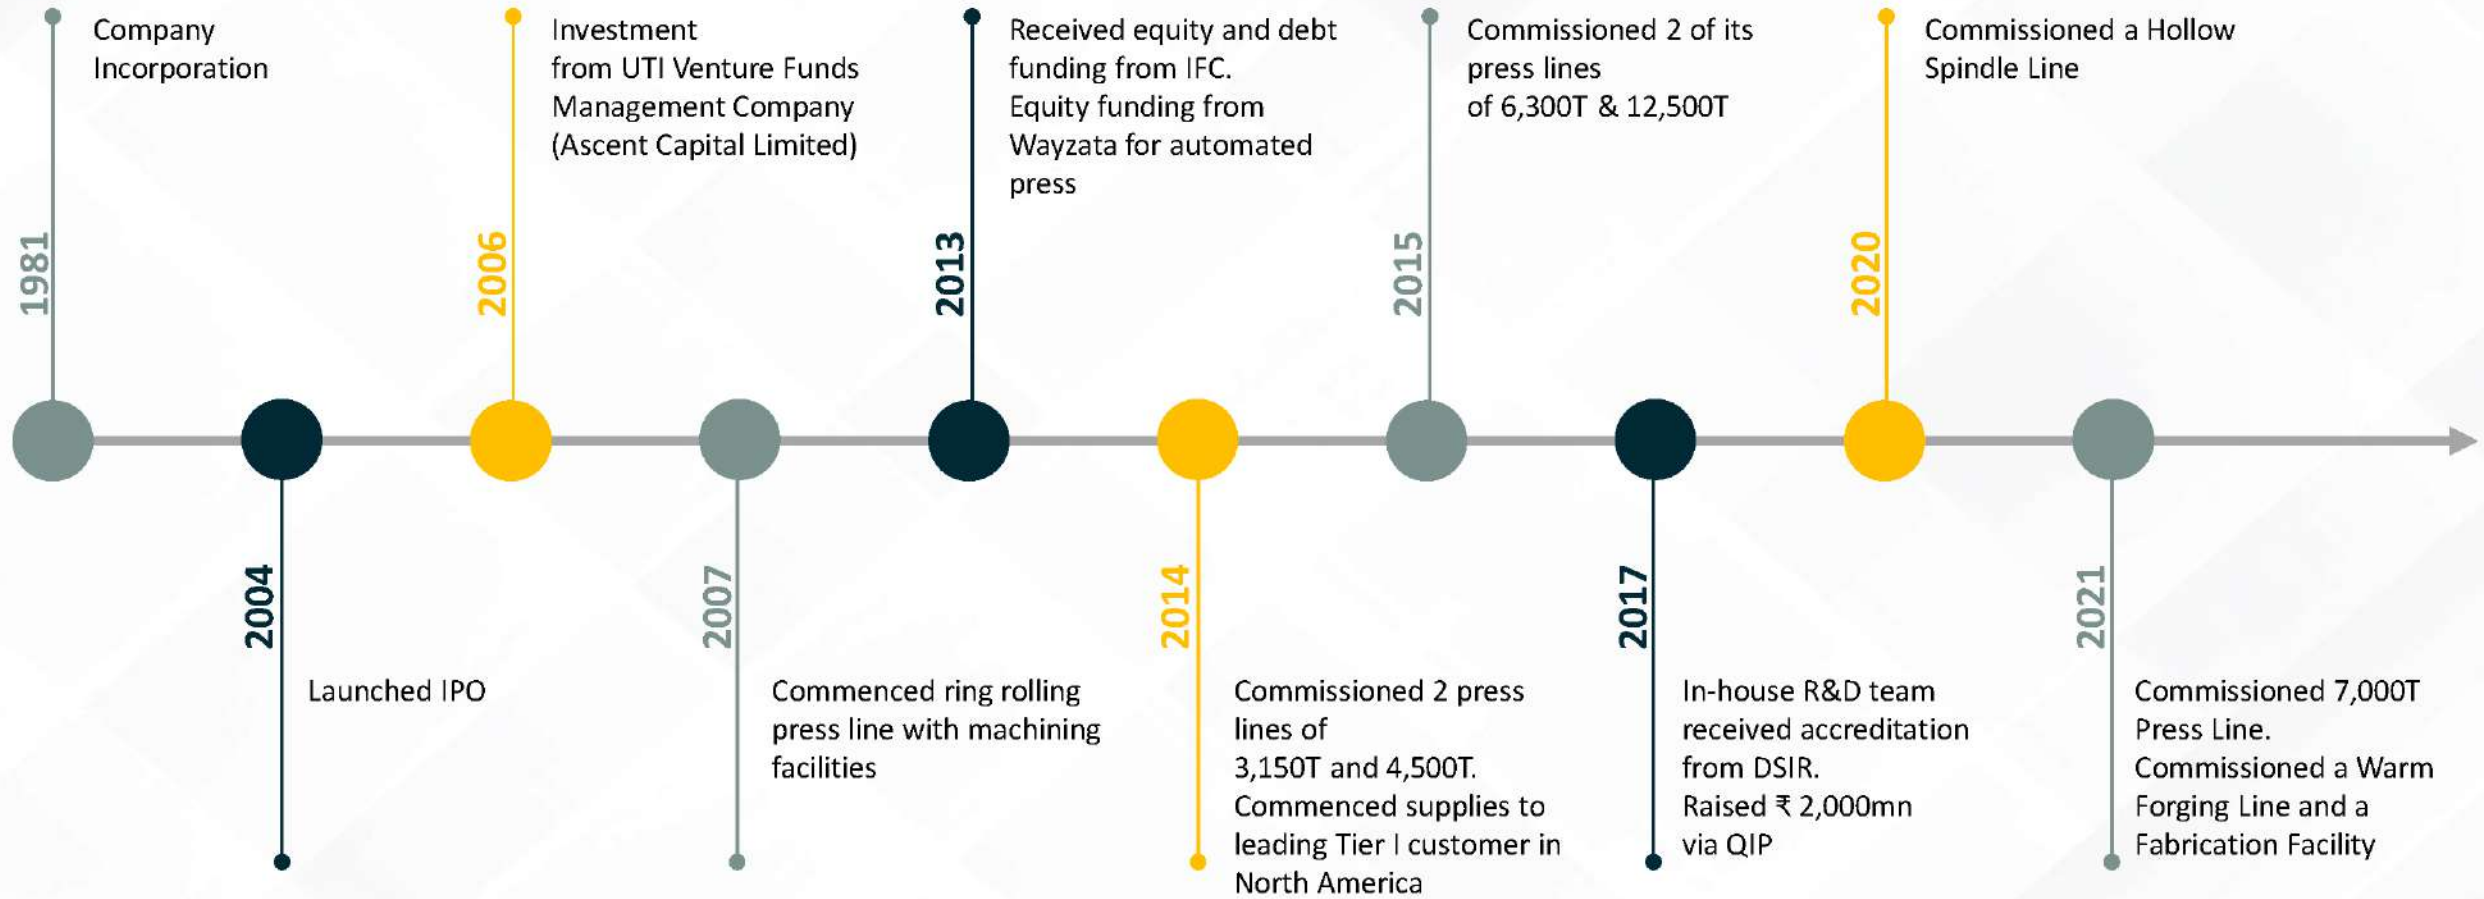 1981
Company
Incorporation
2004
Launched IPO
2006
Investment
from UTI Venture Funds
Management Company
(Ascent Capital Limited)
2007
Commenced ring rolling
press line with machining
facilities
2013
Received equity and debt
funding from IFC.
Equity funding from
Wayzata for automated
press
2014
Commissioned 2 press
lines of
3,150T and 4,500T.
Commenced supplies to
leading Tier I customer in
North America
2015
Commissioned 2 of its
press lines
of 6,300T & 12,500T
2017
In-house R&D team
received accreditation
from DSIR.
Raised ₹ 2,000mn
via QIP
2020
Commissioned a Hollow
Spindle Line
2021
Commissioned 7,000T
Press Line.
Commissioned a Warm
Forging Line and a
Fabrication Facility